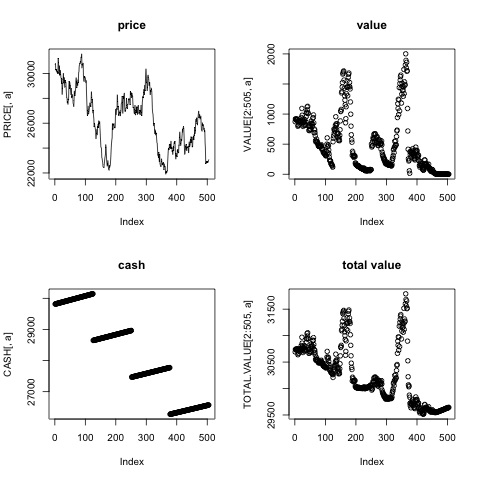 price
PRICE[, a]
22000 26000 30000
0 100 200 300 400 500
Index
value
VALUE[2:505, a]
0 500 1000 2000
0 100 200 300 400 500
Index
cash
CASH[, a]
27000 29000
0 100 200 300 400 500
Index
total value
TOTAL.VALUE[2:505, a]
29500 30500 31500
0 100 200 300 400 500
Index